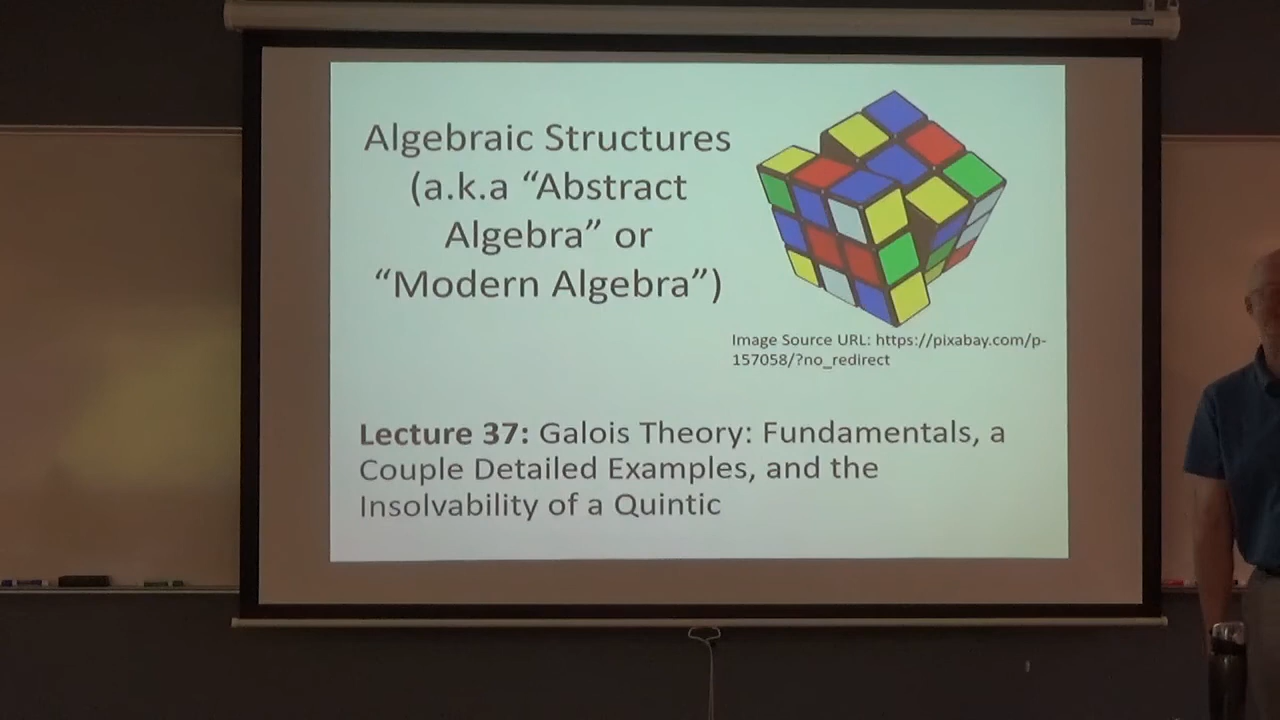 Algebraic Structures
(a.k.a “Abstract
Algebra” or
“Modern Algebra”)
Image Source URL: https://pixabay.com/p-
157058/?no_redirect
Lecture 37: Galois Theory: Fundamentals, a
Couple Detailed Examples, and the
Insolvability of a Quintic